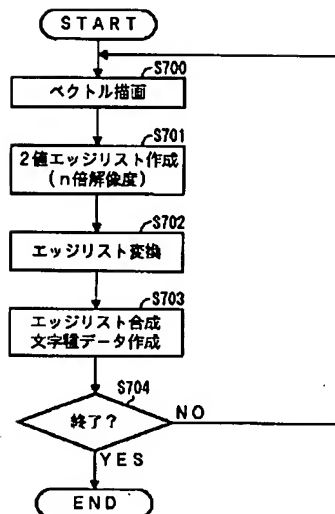 START
S700
ベクトル描画
S701
2値エッジリスト作成
(n倍解像度)
S702
エッジリスト変換
S703
エッジリスト合成
文字種データ作成
S704
終了?
NO
YES
END